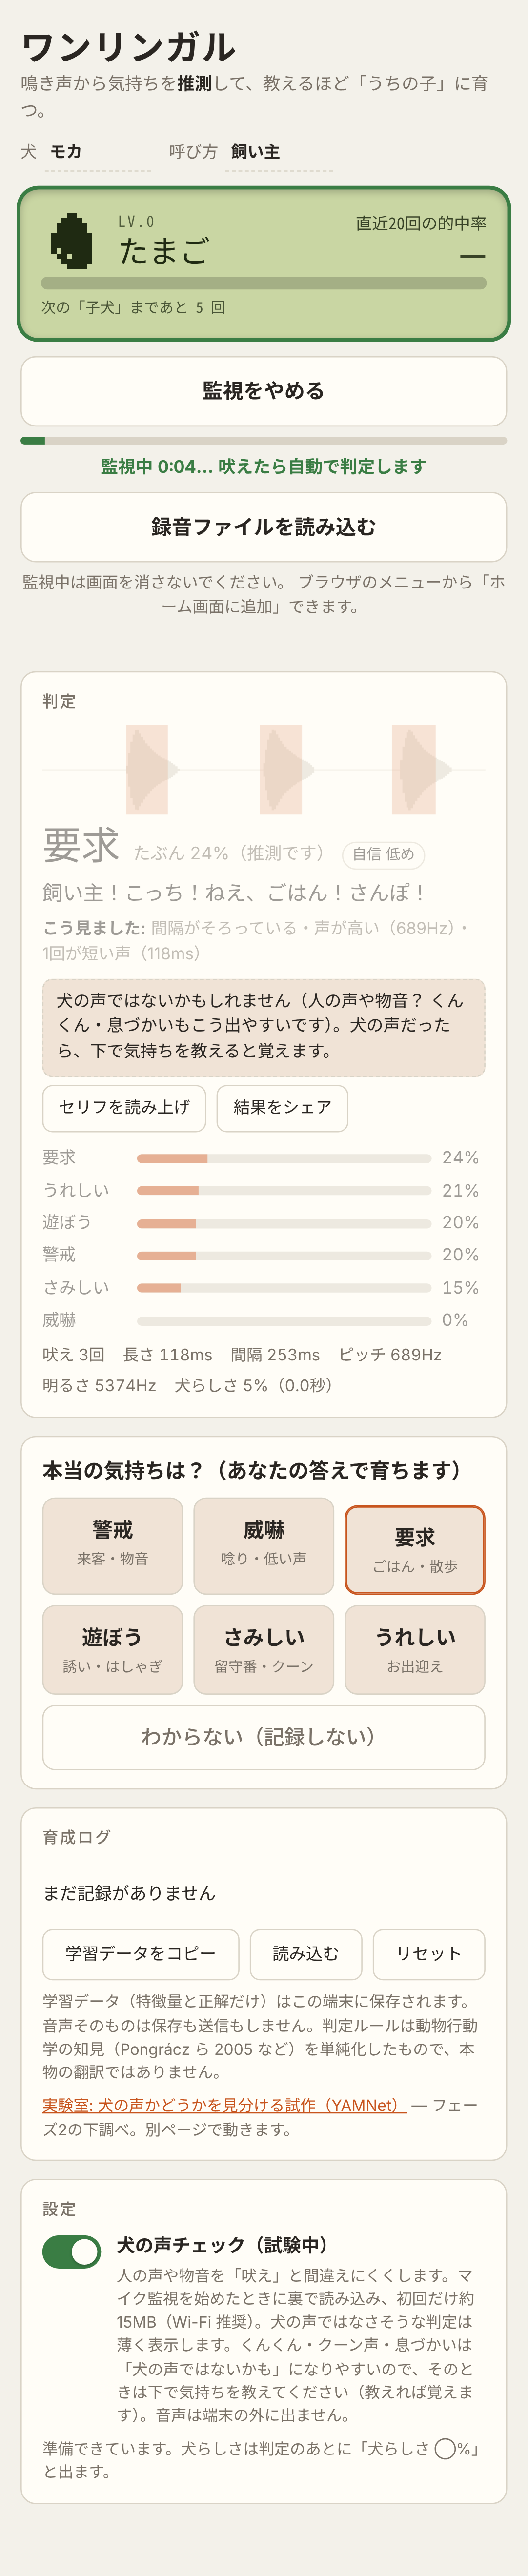 ワンリンガル
鳴き声から気持ちを推測して、教えるほど「うちの子」に育
つ。
犬 モカ 呼び方 飼い主
LV.0
たまご
直近20回の的中率
—
次の「子犬」まであと 5 回
監視をやめる
監視中 0:04… 吠えたら自動で判定します
録音ファイルを読み込む
監視中は画面を消さないでください。 ブラウザのメニューから「ホ
ーム画面に追加」できます。
判定
要求 たぶん 24%（推測です） 自信 低め
飼い主！こっち！ねえ、ごはん！さんぽ！
こう見ました: 間隔がそろっている・声が高い（689Hz）・
1回が短い声（118ms）
犬の声ではないかもしれません（人の声や物音？ くん
くん・息づかいもこう出やすいです）。犬の声だった
ら、下で気持ちを教えると覚えます。
セリフを読み上げ 結果をシェア
要求 24%
うれしい 21%
遊ぼう 20%
警戒 20%
さみしい 15%
威嚇 0%
吠え 3回 長さ 118ms 間隔 253ms ピッチ 689Hz
明るさ 5374Hz 犬らしさ 5%（0.0秒）
本当の気持ちは？（あなたの答えで育ちます）
警戒
来客・物音
威嚇
唸り・低い声
要求
ごはん・散歩
遊ぼう
誘い・はしゃぎ
さみしい
留守番・クーン
うれしい
お出迎え
わからない（記録しない）
育成ログ
まだ記録がありません
学習データをコピー 読み込む リセット
学習データ（特徴量と正解だけ）はこの端末に保存されます。
音声そのものは保存も送信もしません。判定ルールは動物行動
学の知見（Pongrácz ら 2005 など）を単純化したもので、本
物の翻訳ではありません。
実験室: 犬の声かどうかを見分ける試作（YAMNet） — フェー
ズ2の下調べ。別ページで動きます。
設定
犬の声チェック（試験中）
人の声や物音を「吠え」と間違えにくくします。マ
イク監視を始めたときに裏で読み込み、初回だけ約
15MB（Wi-Fi 推奨）。犬の声ではなさそうな判定は
薄く表示します。くんくん・クーン声・息づかいは
「犬の声ではないかも」になりやすいので、そのと
きは下で気持ちを教えてください（教えれば覚えま
す）。音声は端末の外に出ません。
準備できています。犬らしさは判定のあとに「犬らしさ ◯%」
と出ます。